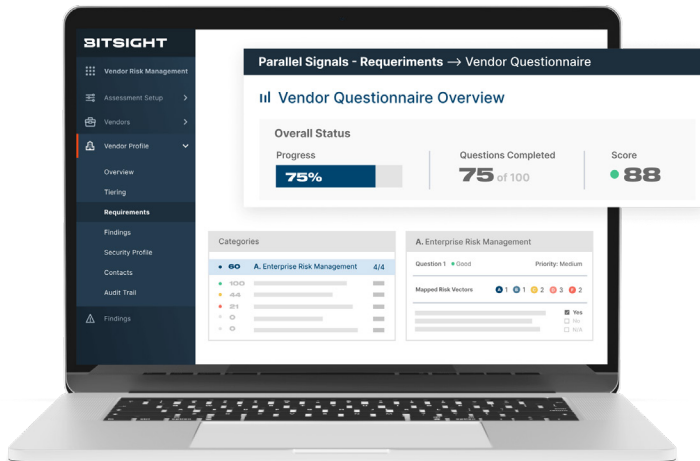 BITSIGHT
Vendor Risk Management
Assessment Setup
Vendors
Vendor Profile
Overview
Tiering
Requirements
Findings
Security Profile
Contacts
Audit Trail
Findings
Parallel Signals - Requeriments → Vendor Questionnaire
Vendor Questionnaire Overview
Overall Status
Progress
75%
Questions Completed
75 of 100
Score
88
Categories
60 A. Enterprise Risk Management 4/4
100
44
21
0
0
A. Enterprise Risk Management
Question 1 Good Priority: Medium
Mapped Risk Vectors A 1 B 1 C 2 D 3 F 2
Yes
No
N/A